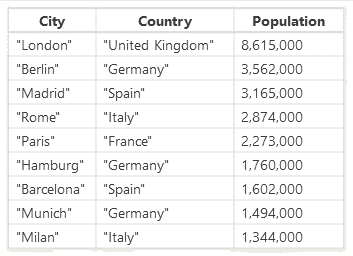 City Country Population
"London" "United Kingdom" 8,615,000
"Berlin" "Germany" 3,562,000
"Madrid" "Spain" 3,165,000
"Rome" "Italy" 2,874,000
"Paris" "France" 2,273,000
"Hamburg" "Germany" 1,760,000
"Barcelona" "Spain" 1,602,000
"Munich" "Germany" 1,494,000
"Milan" "Italy" 1,344,000